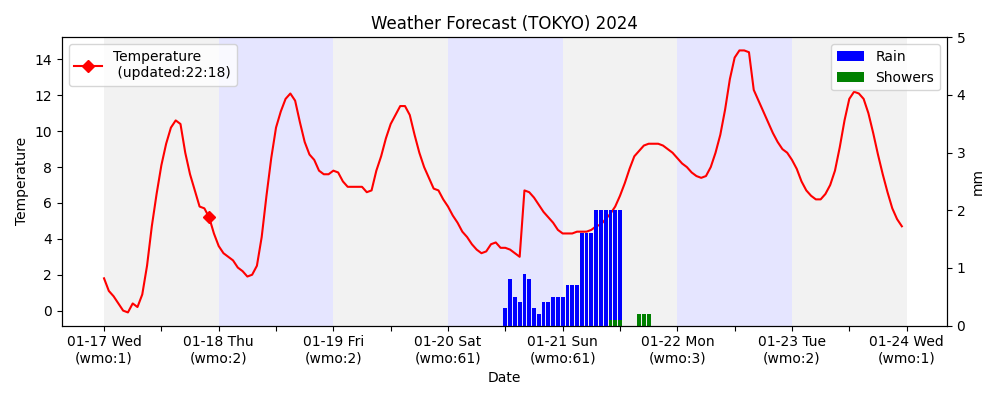 Weather Forecast (TOKYO) 2024
Temperature
(updated:22:18)
Rain
Showers
Temperature
14
12
10
8
6
4
2
0
5
4
3
2
1
0
mm
01-17 Wed
(wmo:1)
01-18 Thu
(wmo:2)
01-19 Fri
(wmo:2)
01-20 Sat
(wmo:61)
01-21 Sun
(wmo:61)
01-22 Mon
(wmo:3)
01-23 Tue
(wmo:2)
01-24 Wed
(wmo:1)
Date